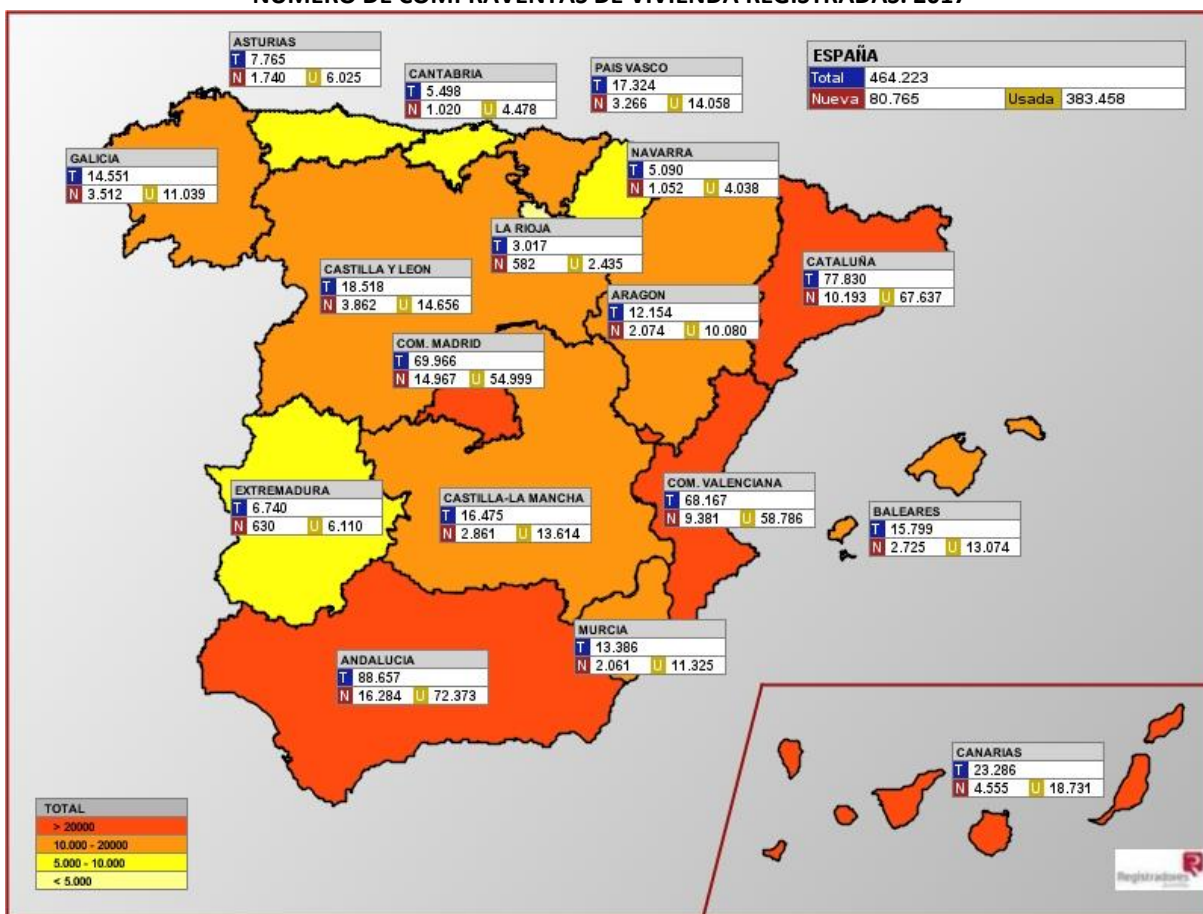 NÚMERO DE COMPRAVENTAS DE VIVIENDA REGISTRADAS. 2017
ASTURIAS
T 7.765
N 1.740 U 6.025
CANTABRIA
T 5.498
N 1.020 U 4.478
PAIS VASCO
T 17.324
N 3.266 U 14.058
ESPAÑA
Total 464.223
Nueva 80.765 Usada 383.458
GALICIA
T 14.551
N 3.512 U 11.039
NAVARRA
T 5.090
N 1.052 U 4.038
LA RIOJA
T 3.017
N 582 U 2.435
CASTILLA Y LEON
T 18.518
N 3.862 U 14.656
CATALUÑA
T 77.830
N 10.193 U 67.637
ARAGON
T 12.154
N 2.074 U 10.080
COM. MADRID
T 69.966
N 14.967 U 54.999
EXTREMADURA
T 6.740
N 630 U 6.110
CASTILLA-LA MANCHA
T 16.475
N 2.861 U 13.614
COM. VALENCIANA
T 68.167
N 9.381 U 58.786
BALEARES
T 15.799
N 2.725 U 13.074
MURCIA
T 13.386
N 2.061 U 11.325
ANDALUCIA
T 88.657
N 16.284 U 72.373
CANARIAS
T 23.286
N 4.555 U 18.731
TOTAL
> 20000
10.000 - 20000
5.000 - 10.000
< 5.000
Registradores